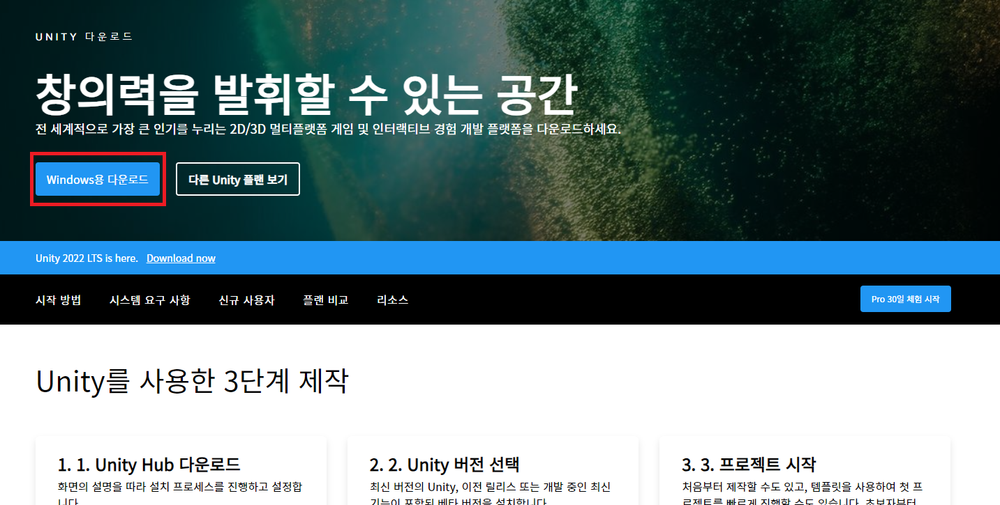 UNITY 다운로드
창의력을 발휘할 수 있는 공간
전 세계적으로 가장 큰 인기를 누리는 2D/3D 멀티플랫폼 게임 및 인터랙티브 경험 개발 플랫폼을 다운로드하세요.
Windows용 다운로드 다른 Unity 플랜 보기
Unity 2022 LTS is here. Download now
시작 방법 시스템 요구 사항 신규 사용자 플랜 비교 리소스 Pro 30일 체험 시작
Unity를 사용한 3단계 제작
1. 1. Unity Hub 다운로드
화면의 설명을 따라 설치 프로세스를 진행하고 설정합
니다.
2. 2. Unity 버전 선택
최신 버전의 Unity, 이전 릴리스 또는 개발 중인 최신
기능이 포함된 베타 버전을 설치합니다.
3. 3. 프로젝트 시작
처음부터 제작할 수도 있고, 템플릿을 사용하여 첫 프
로젝트를 빠르게 진행할 수도 있습니다. 초보자부터